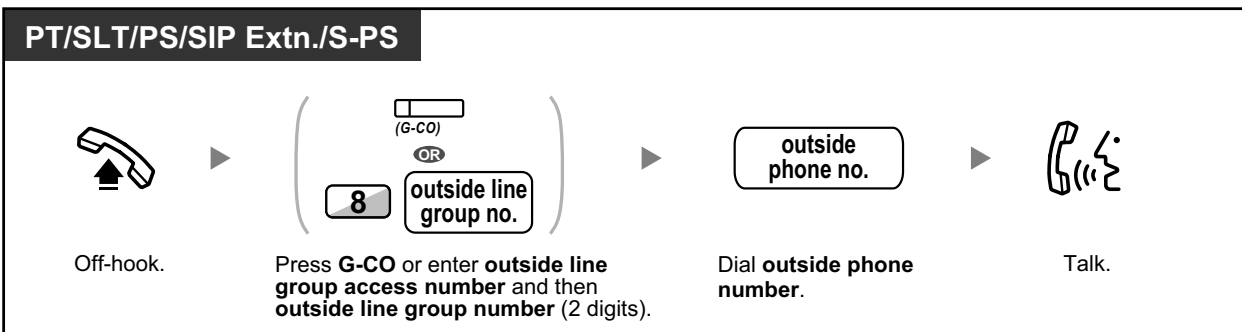 PT/SLT/PS/SIP Extn./S-PS
(G-CO)
OR
8
outside line
group no.
outside
phone no.
Off-hook.
Press G-CO or enter outside line
group access number and then
outside line group number (2 digits).
Dial outside phone
number.
Talk.